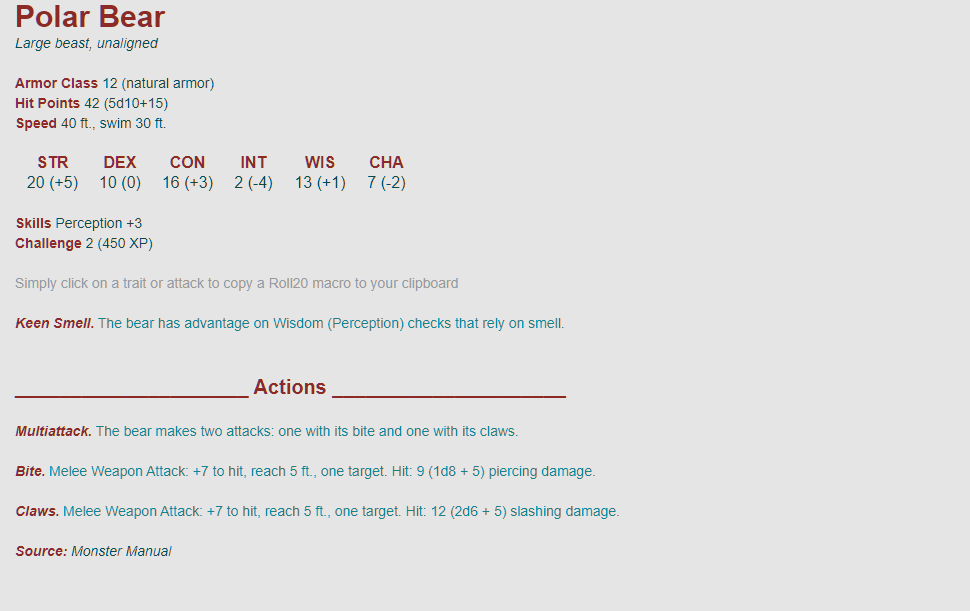 Polar Bear
Large beast, unaligned
Armor Class 12 (natural armor)
Hit Points 42 (5d10+15)
Speed 40 ft., swim 30 ft.
STR DEX CON INT WIS CHA
20 (+5) 10 (0) 16 (+3) 2 (-4) 13 (+1) 7 (-2)
Skills Perception +3
Challenge 2 (450 XP)
Simply click on a trait or attack to copy a Roll20 macro to your clipboard
Keen Smell. The bear has advantage on Wisdom (Perception) checks that rely on smell.
Actions
Multiattack. The bear makes two attacks: one with its bite and one with its claws.
Bite. Melee Weapon Attack: +7 to hit, reach 5 ft., one target. Hit: 9 (1d8 + 5) piercing damage.
Claws. Melee Weapon Attack: +7 to hit, reach 5 ft., one target. Hit: 12 (2d6 + 5) slashing damage.
Source: Monster Manual